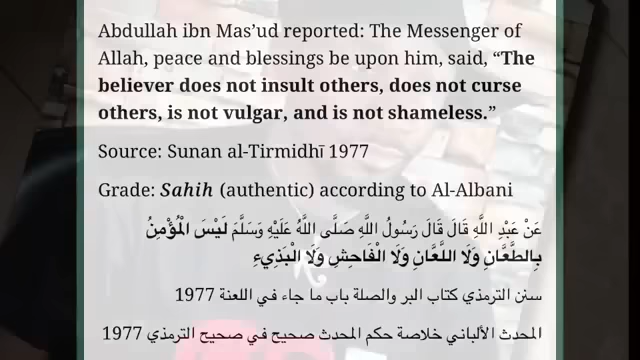 Abdullah ibn Mas’ud reported: The Messenger of
Allah, peace and blessings be upon him, said, “The
believer does not insult others, does not curse
others, is not vulgar, and is not shameless.”
Source: Sunan al-Tirmidhī 1977
Grade: Sahih (authentic) according to Al-Albani
عَنْ عَبْدِ اللَّهِ قَالَ قَالَ رَسُولُ اللَّهِ صَلَّى اللَّهُ عَلَيْهِ وَسَلَّمَ لَيْسَ الْمُؤْمِنُ
بِالطَّعَّانِ وَلَا اللَّعَّانِ وَلَا الْفَاحِشِ وَلَا الْبَذِيءِ
سنن الترمذي كتاب البر والصلة باب ما جاء في اللعنة 1977
المحدث الألباني خلاصة حكم المحدث صحيح في صحيح الترمذي 1977